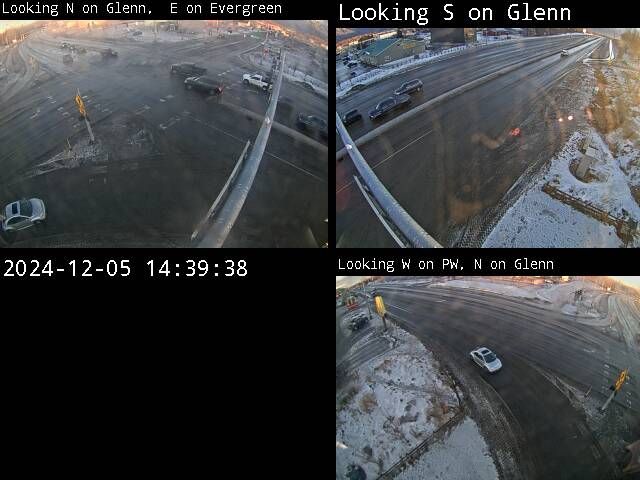 Looking N on Glenn, E on Evergreen
Looking S on Glenn
2024-12-05 14:39:38
Looking W on PW, N on Glenn